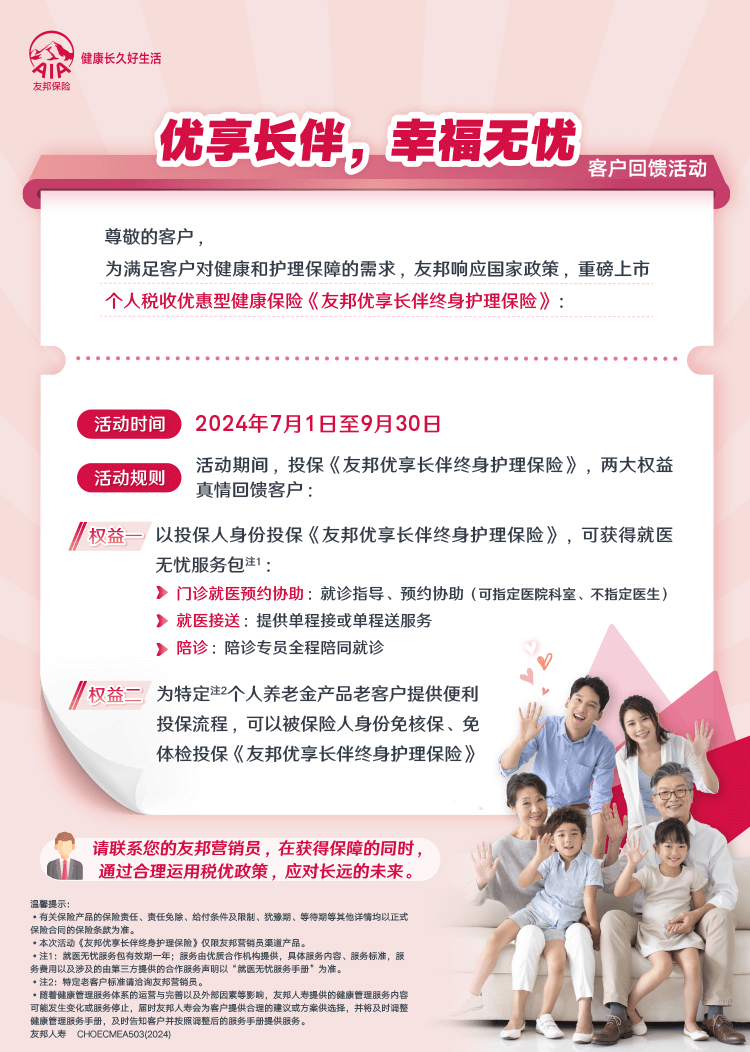 AIA
友邦保险
健康长久好生活
优享长伴，幸福无忧
客户回馈活动
尊敬的客户，
为满足客户对健康和护理保障的需求，友邦响应国家政策，重磅上市
个人税收优惠型健康保险《友邦优享长伴终身护理保险》：
活动时间
2024年7月1日至9月30日
活动规则
活动期间，投保《友邦优享长伴终身护理保险》，两大权益
真情回馈客户：
权益一
以投保人身份投保《友邦优享长伴终身护理保险》，可获得就医
无忧服务包注1：
门诊就医预约协助：就诊指导、预约协助（可指定医院科室、不指定医生）
就医接送：提供单程接或单程送服务
陪诊：陪诊专员全程陪同就诊
权益二
为特定注2个人养老金产品老客户提供便利
投保流程，可以被保险人身份免核保、免
体检投保《友邦优享长伴终身护理保险》
请联系您的友邦营销员，在获得保障的同时，
通过合理运用税优政策，应对长远的未来。
温馨提示：
•有关保险产品的保险责任、责任免除、给付条件及限制、犹豫期、等待期等其他详情均以正式
保险合同的保险条款为准。
•本次活动《友邦优享长伴终身护理保险》仅限友邦营销员渠道产品。
•注1：就医无忧服务包有效期一年；服务由优质合作机构提供，具体服务内容、服务标准，服
务费用以及涉及的由第三方提供的合作服务声明以“就医无忧服务手册”为准。
•注2：特定老客户标准请洽询友邦营销员。
•随着健康管理服务体系的运营与完善以及外部因素等影响，友邦人寿提供的健康管理服务内容
可能发生变化或服务停止，届时友邦人寿会为客户提供合理的建议或方案供选择，并将及时调整
健康管理服务手册，及时告知客户并按照调整后的服务手册提供服务。
友邦人寿 CHOECMEA503(2024)